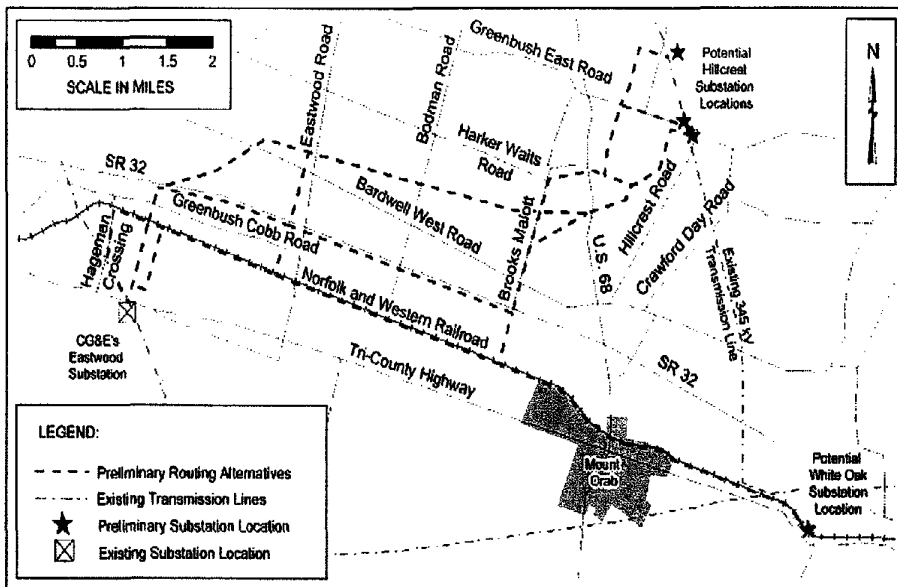 0 0.5 1 2
SCALE IN MILES
Greenbush East Road
Eastwood Road
Bodman Road
Potential
Hillcrest
Substation
Locations
N
Harker Waits
Road
SR 32
Bardwell West Road
Greenbush Cobb Road
Hageman
Crossing
Brooks Malott
U.S. 68
Hillcrest Road
Crawford Day Road
Existing 345 kV
Transmission Line
Norfolk and Western Railroad
CG&E's
Eastwood
Substation
Tri-County Highway
SR 32
Mount
Orab
Potential
White Oak
Substation
Location
LEGEND:
Preliminary Routing Alternatives
Existing Transmission Lines
Preliminary Substation Location
Existing Substation Location